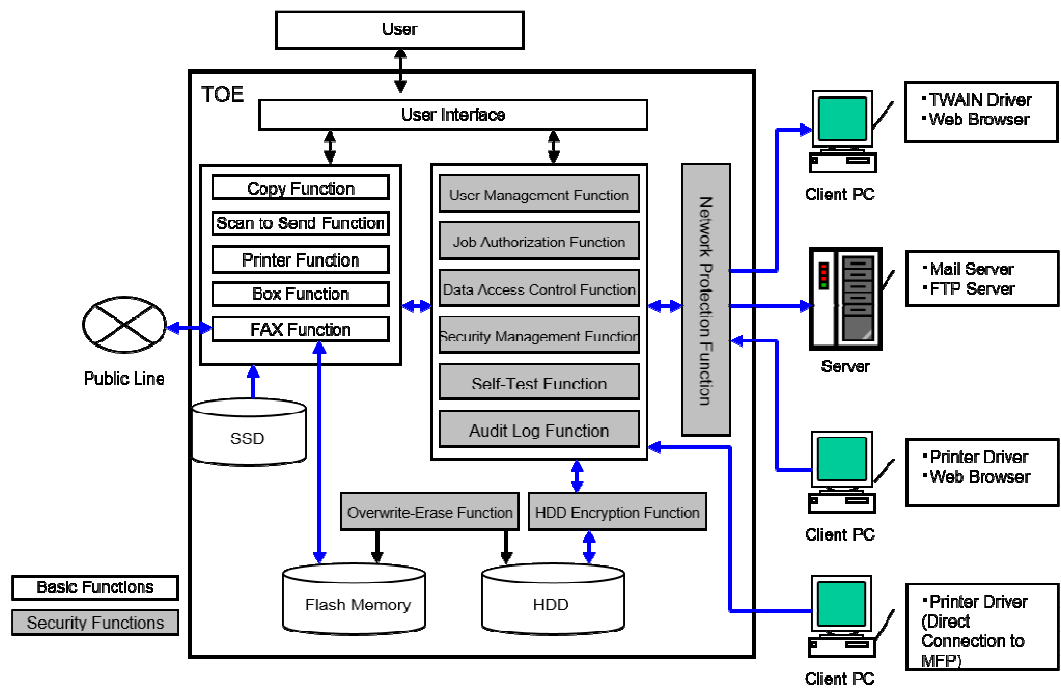 User
TOE
User Interface
Copy Function
Scan to Send Function
Printer Function
Box Function
FAX Function
Public Line
SSD
User Management Function
Job Authorization Function
Data Access Control Function
Security Management Function
Self-Test Function
Audit Log Function
Network Protection Function
Overwrite-Erase Function
HDD Encryption Function
Flash Memory
HDD
Basic Functions
Security Functions
・TWAIN Driver
・Web Browser
Client PC
・Mail Server
・FTP Server
Server
・Printer Driver
・Web Browser
Client PC
・Printer Driver
(Direct
Connection to
MFP)
Client PC